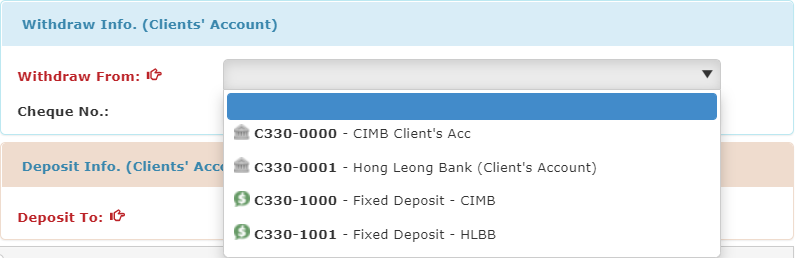 Withdraw Info. (Clients' Account)
Withdraw From:
Cheque No.:
C330-0000 - CIMB Client's Acc
C330-0001 - Hong Leong Bank (Client's Account)
Deposit Info. (Clients'
C330-1000 - Fixed Deposit - CIMB
Deposit To:
C330-1001 - Fixed Deposit - HLBB